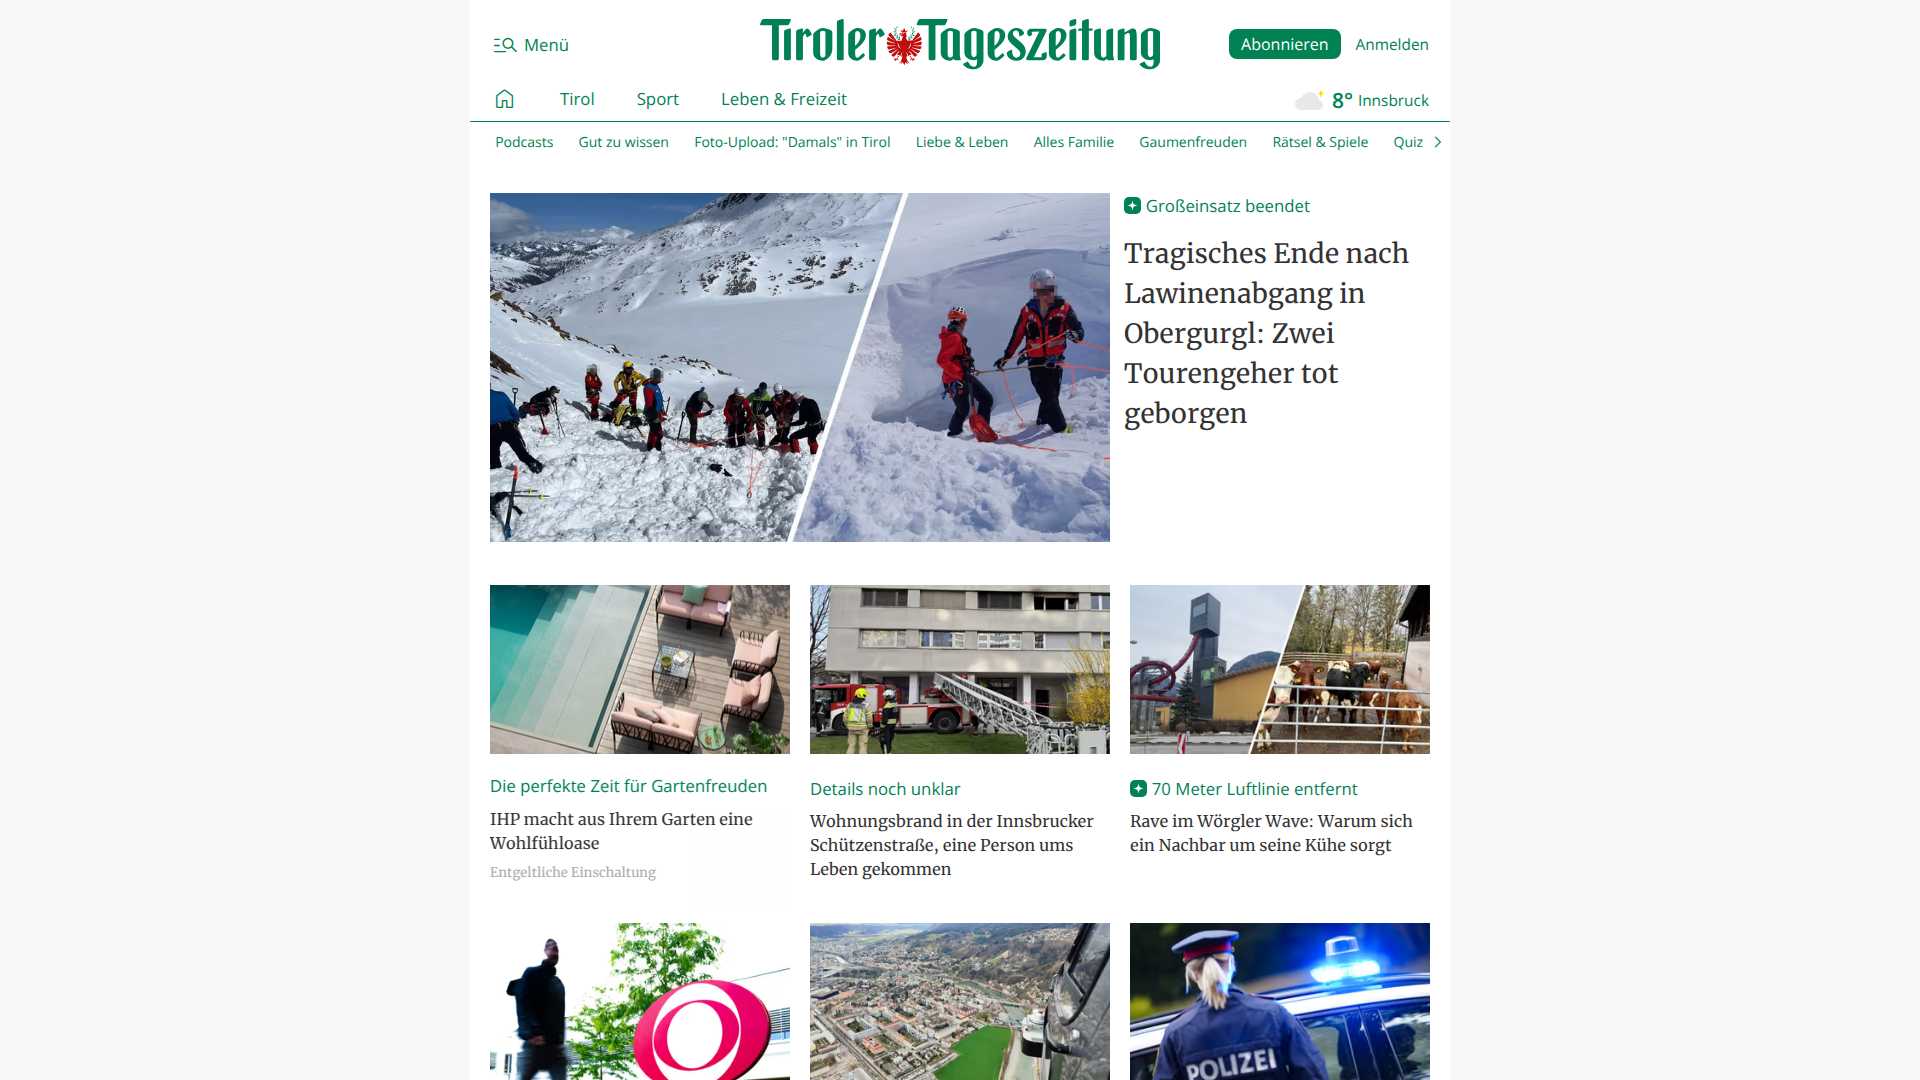 Menü
Tiroler Tageszeitung
Abonnieren
Anmelden
Tirol
Sport
Leben & Freizeit
8° Innsbruck
Podcasts
Gut zu wissen
Foto-Upload: "Damals" in Tirol
Liebe & Leben
Alles Familie
Gaumenfreuden
Rätsel & Spiele
Quiz
Großeinsatz beendet
Tragisches Ende nach
Lawinenabgang in
Obergurgl: Zwei
Tourengeher tot
geborgen
Die perfekte Zeit für Gartenfreuden
IHP macht aus Ihrem Garten eine
Wohlfühloase
Entgeltliche Einschaltung
Details noch unklar
Wohnungsbrand in der Innsbrucker
Schützenstraße, eine Person ums
Leben gekommen
70 Meter Luftlinie entfernt
Rave im Wörgler Wave: Warum sich
ein Nachbar um seine Kühe sorgt
POLIZEI